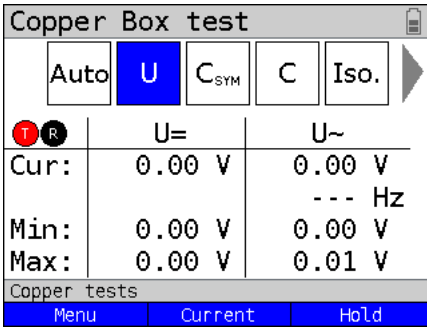 Copper Box test
Auto U CSYM C Iso.
T R U= U~
Cur: 0.00 V 0.00 V
--- Hz
Min: 0.00 V 0.00 V
Max: 0.00 V 0.01 V
Copper tests
Menu Current Hold